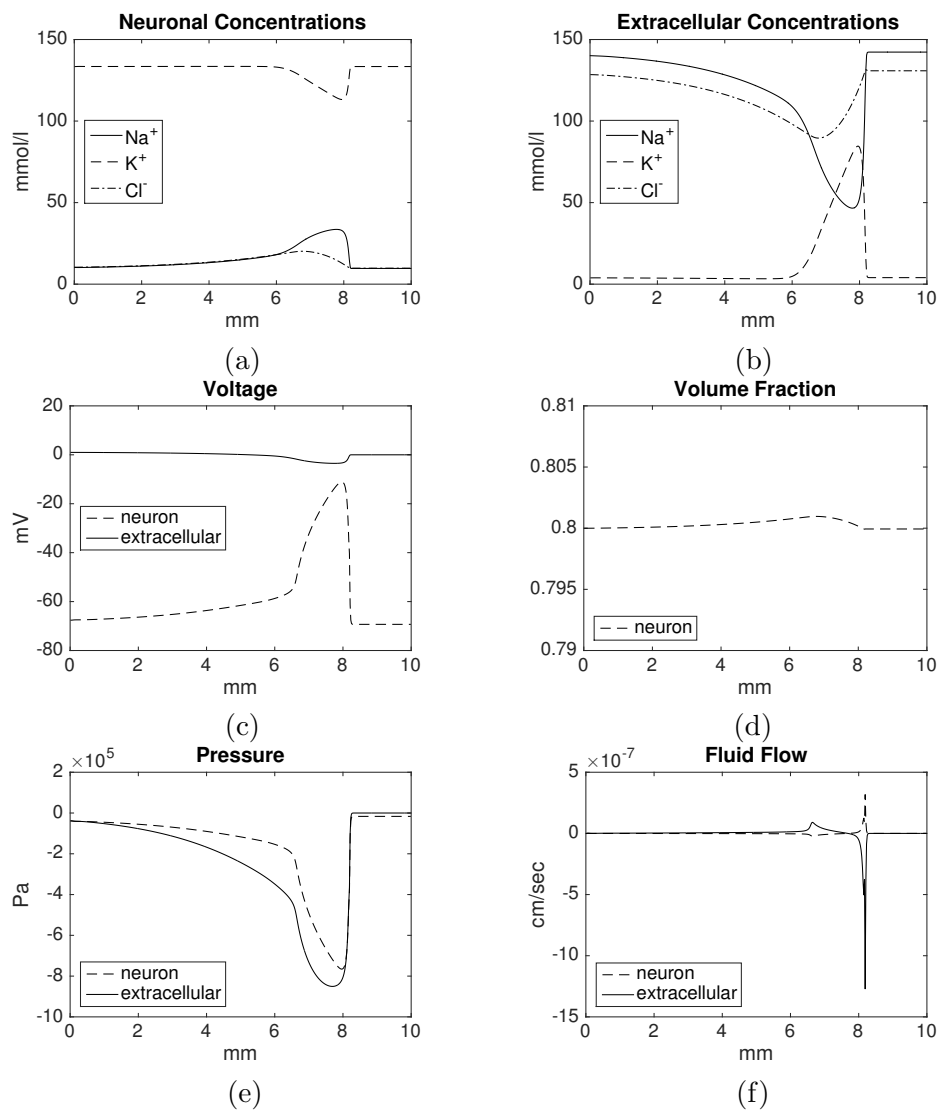 Neuronal Concentrations
150
100
50
0
mmol/l
Na+
K+
Cl-
0 2 4 6 8 10
mm
(a)
Extracellular Concentrations
150
100
50
0
mmol/l
Na+
K+
Cl-
0 2 4 6 8 10
mm
(b)
Voltage
20
0
-20
-40
-60
-80
mV
neuron
extracellular
0 2 4 6 8 10
mm
(c)
Volume Fraction
0.81
0.805
0.8
0.795
0.79
neuron
0 2 4 6 8 10
mm
(d)
Pressure
×10^5
2
0
-2
-4
-6
-8
-10
Pa
neuron
extracellular
0 2 4 6 8 10
mm
(e)
Fluid Flow
×10^-7
5
0
-5
-10
-15
cm/sec
neuron
extracellular
0 2 4 6 8 10
mm
(f)